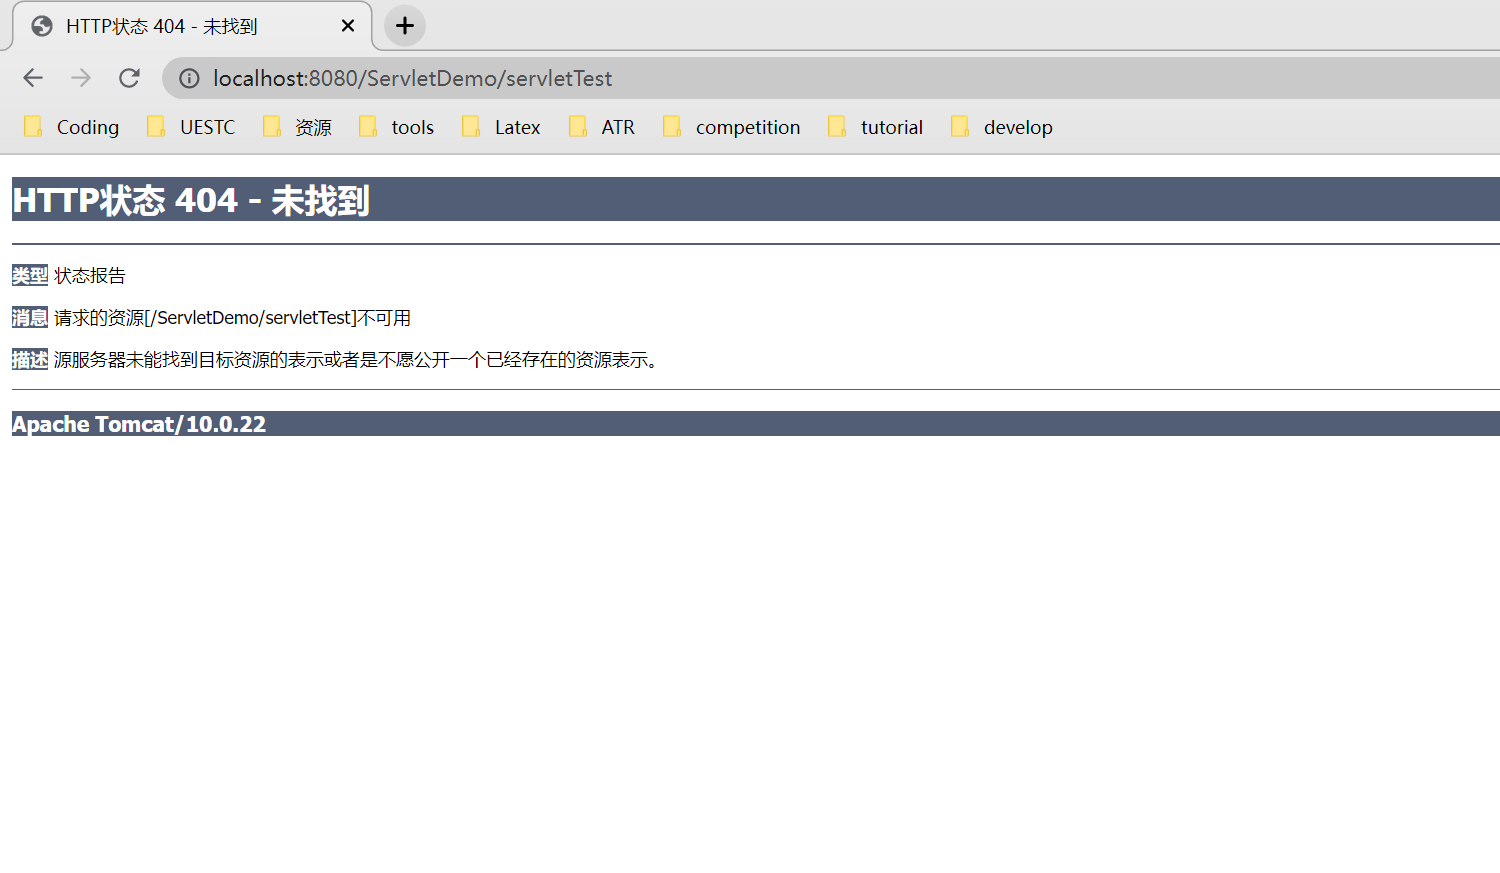 HTTP状态 404 - 未找到
localhost:8080/ServletDemo/servletTest
Coding UESTC 资源 tools Latex ATR competition tutorial develop
HTTP状态 404 - 未找到
类型 状态报告
消息 请求的资源[/ServletDemo/servletTest]不可用
描述 源服务器未能找到目标资源的表示或者是不愿公开一个已经存在的资源表示。
Apache Tomcat/10.0.22